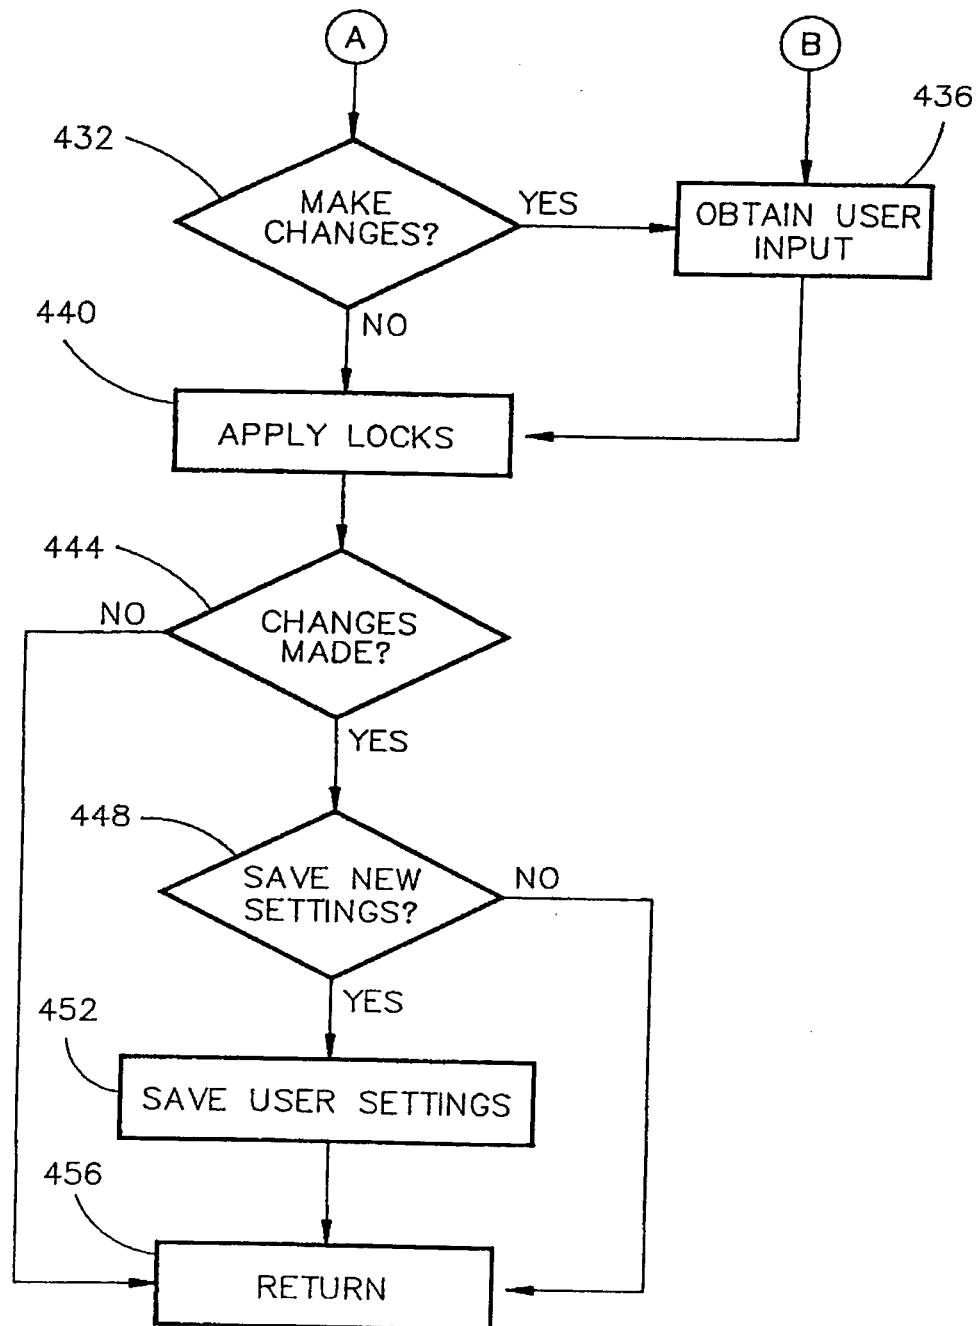 A
B
436
432
MAKE
CHANGES?
YES
OBTAIN USER
INPUT
440
NO
APPLY LOCKS
444
NO
CHANGES
MADE?
YES
448
SAVE NEW
SETTINGS?
NO
YES
452
SAVE USER SETTINGS
456
RETURN